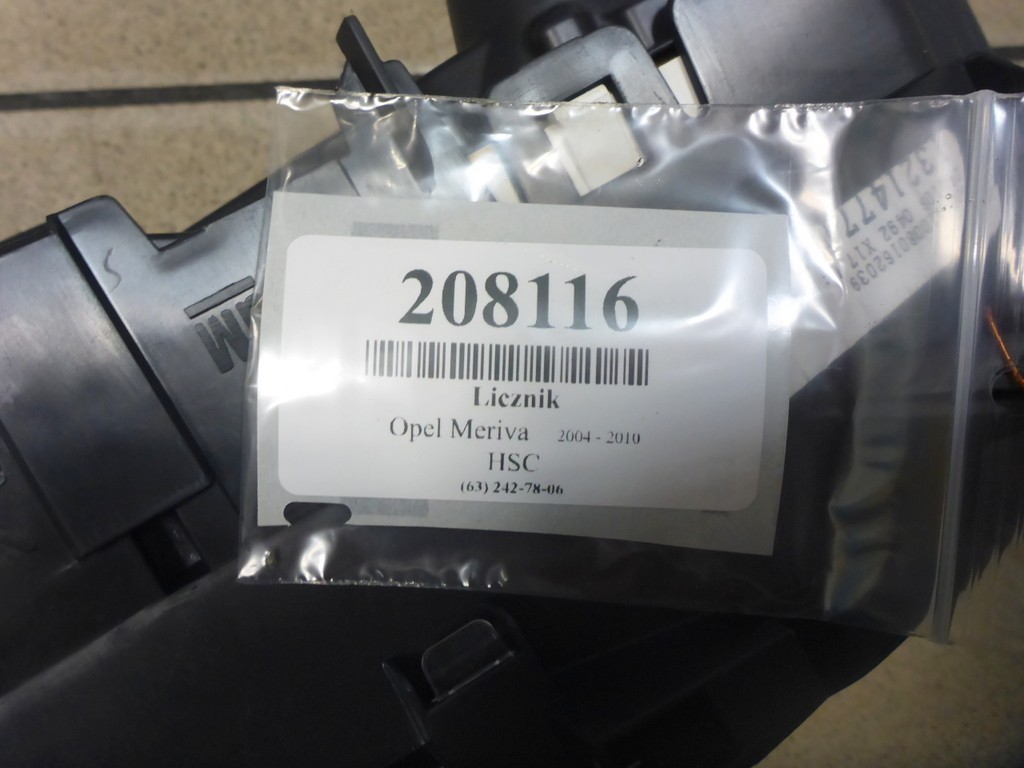 208116
Licznik
Opel Meriva 2004 - 2010
HSC
(63) 242-78-06